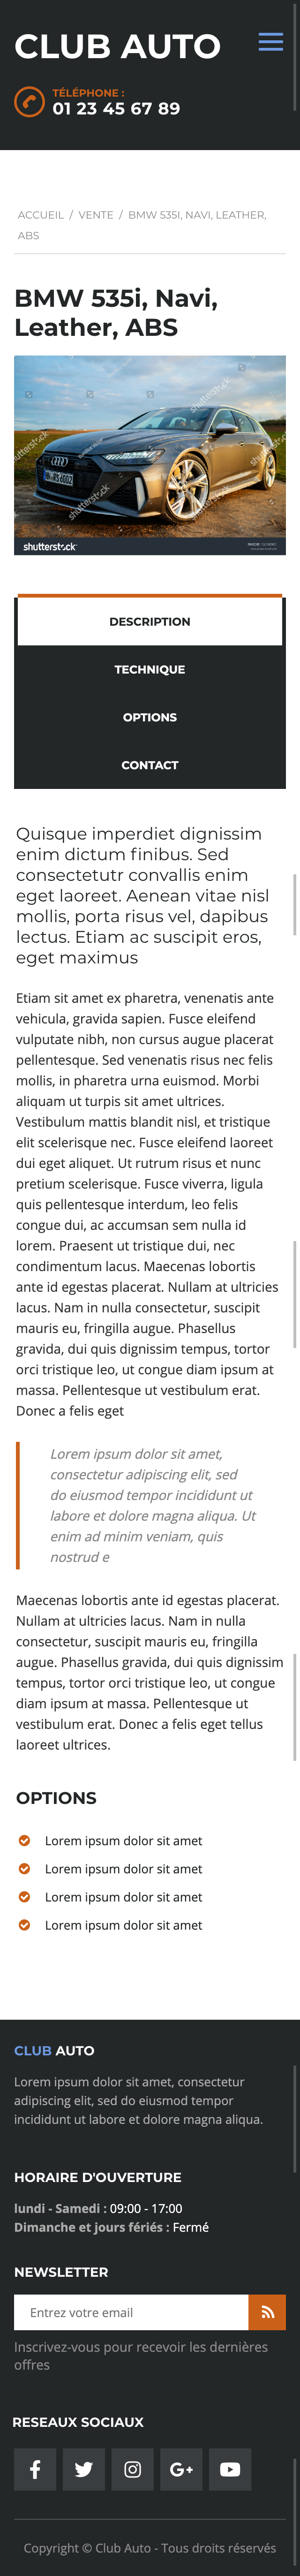 CLUB AUTO
TÉLÉPHONE :
01 23 45 67 89
ACCUEIL / VENTE / BMW 535I, NAVI, LEATHER,
ABS
BMW 535i, Navi,
Leather, ABS
shutterstock
shutterstock
shutterstock
shutterstock
shutterstock
DESCRIPTION
TECHNIQUE
OPTIONS
CONTACT
Quisque imperdiet dignissim
enim dictum finibus. Sed
consectetutr convallis enim
eget laoreet. Aenean vitae nisl
mollis, porta risus vel, dapibus
lectus. Etiam ac suscipit eros,
eget maximus
Etiam sit amet ex pharetra, venenatis ante
vehicula, gravida sapien. Fusce eleifend
vulputate nibh, non cursus augue placerat
pellentesque. Sed venenatis risus nec felis
mollis, in pharetra urna euismod. Morbi
aliquam ut turpis sit amet ultrices.
Vestibulum mattis blandit nisl, et tristique
elit scelerisque nec. Fusce eleifend laoreet
dui eget aliquet. Ut rutrum risus et nunc
pretium scelerisque. Fusce viverra, ligula
quis pellentesque interdum, leo felis
congue dui, ac accumsan sem nulla id
lorem. Praesent ut tristique dui, nec
condimentum lacus. Maecenas lobortis
ante id egestas placerat. Nullam at ultricies
lacus. Nam in nulla consectetur, suscipit
mauris eu, fringilla augue. Phasellus
gravida, dui quis dignissim tempus, tortor
orci tristique leo, ut congue diam ipsum at
massa. Pellentesque ut vestibulum erat.
Donec a felis eget
Lorem ipsum dolor sit amet,
consectetur adipiscing elit, sed
do eiusmod tempor incididunt ut
labore et dolore magna aliqua. Ut
enim ad minim veniam, quis
nostrud e
Maecenas lobortis ante id egestas placerat.
Nullam at ultricies lacus. Nam in nulla
consectetur, suscipit mauris eu, fringilla
augue. Phasellus gravida, dui quis dignissim
tempus, tortor orci tristique leo, ut congue
diam ipsum at massa. Pellentesque ut
vestibulum erat. Donec a felis eget tellus
laoreet ultrices.
OPTIONS
Lorem ipsum dolor sit amet
Lorem ipsum dolor sit amet
Lorem ipsum dolor sit amet
Lorem ipsum dolor sit amet
CLUB AUTO
Lorem ipsum dolor sit amet, consectetur
adipiscing elit, sed do eiusmod tempor
incididunt ut labore et dolore magna aliqua.
HORAIRE D'OUVERTURE
lundi - Samedi : 09:00 - 17:00
Dimanche et jours fériés : Fermé
NEWSLETTER
Entrez votre email
Inscrivez-vous pour recevoir les dernières
offres
RESEAUX SOCIAUX
Copyright © Club Auto - Tous droits réservés